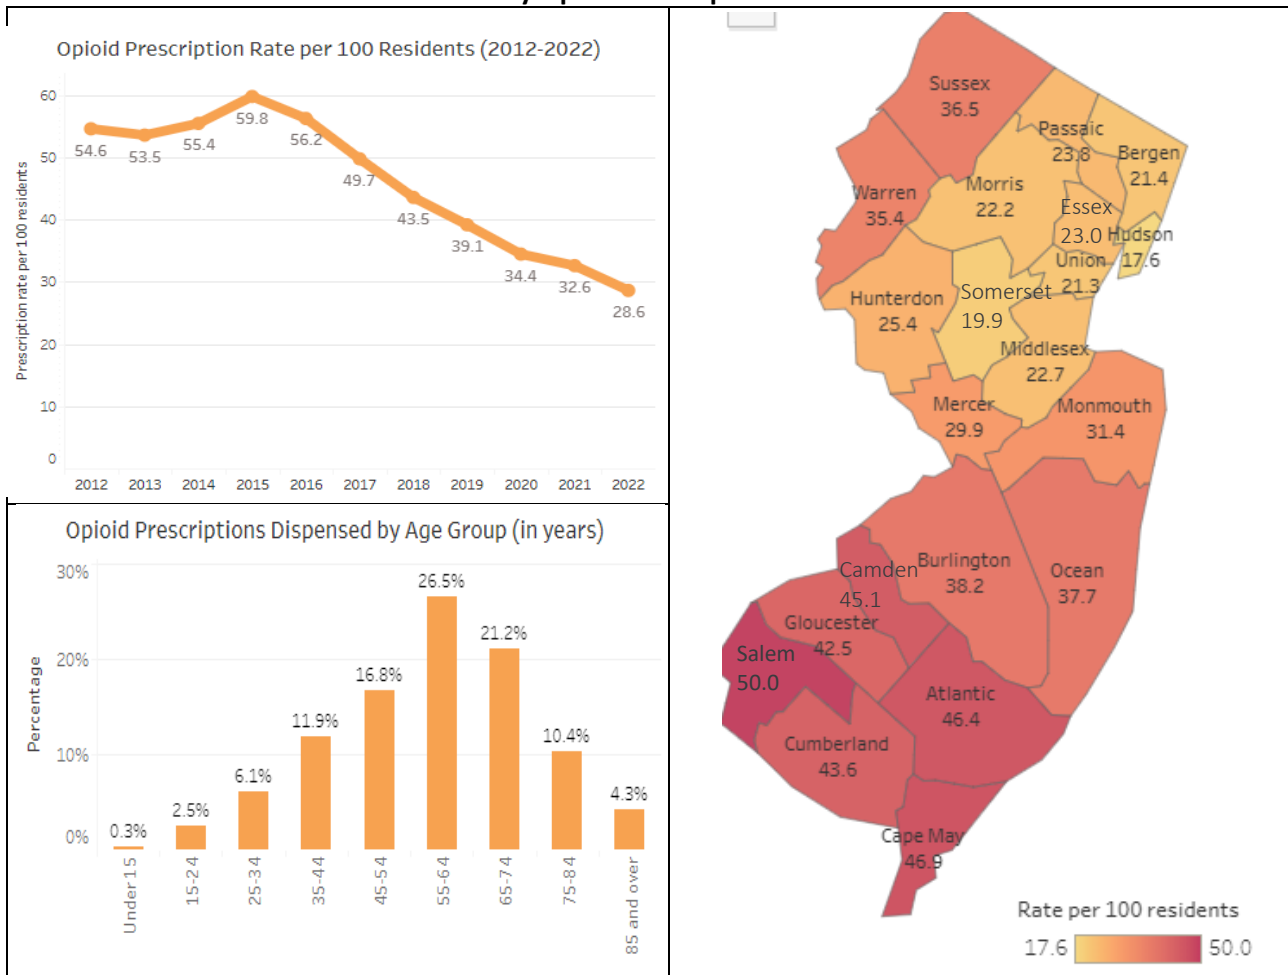 Opioid Prescription Rate per 100 Residents (2012-2022)
Prescription rate per 100 residents
60
50
40
30
20
10
0
54.6
53.5
55.4
59.8
56.2
49.7
43.5
39.1
34.4
32.6
28.6
2012 2013 2014 2015 2016 2017 2018 2019 2020 2021 2022
Opioid Prescriptions Dispensed by Age Group (in years)
Percentage
30%
20%
10%
0%
0.3%
2.5%
6.1%
11.9%
16.8%
26.5%
21.2%
10.4%
4.3%
Under 15
15-24
25-34
35-44
45-54
55-64
65-74
75-84
85 and over
Sussex
36.5
Passaic
23.8
Bergen
21.4
Warren
35.4
Morris
22.2
Essex
23.0
Hudson
17.6
Union
21.3
Hunterdon
25.4
Somerset
19.9
Middlesex
22.7
Mercer
29.9
Monmouth
31.4
Burlington
38.2
Ocean
37.7
Camden
45.1
Gloucester
42.5
Salem
50.0
Atlantic
46.4
Cumberland
43.6
Cape May
46.9
Rate per 100 residents
17.6 50.0